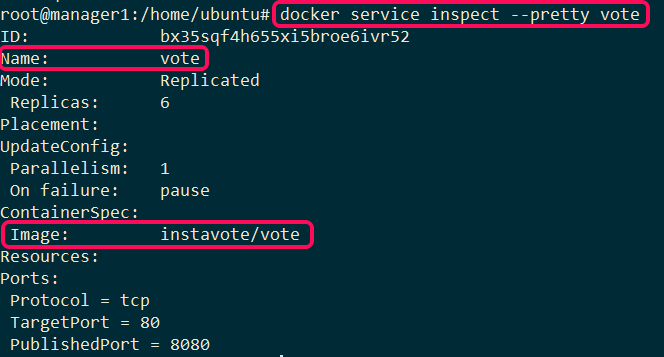 root@manager1:/home/ubuntu# docker service inspect --pretty vote
ID: bx35sqf4h655xi5broe6ivr52
Name: vote
Mode: Replicated
Replicas: 6
Placement:
UpdateConfig:
Parallelism: 1
On failure: pause
ContainerSpec:
Image: instavote/vote
Resources:
Ports:
Protocol = tcp
TargetPort = 80
PublishedPort = 8080